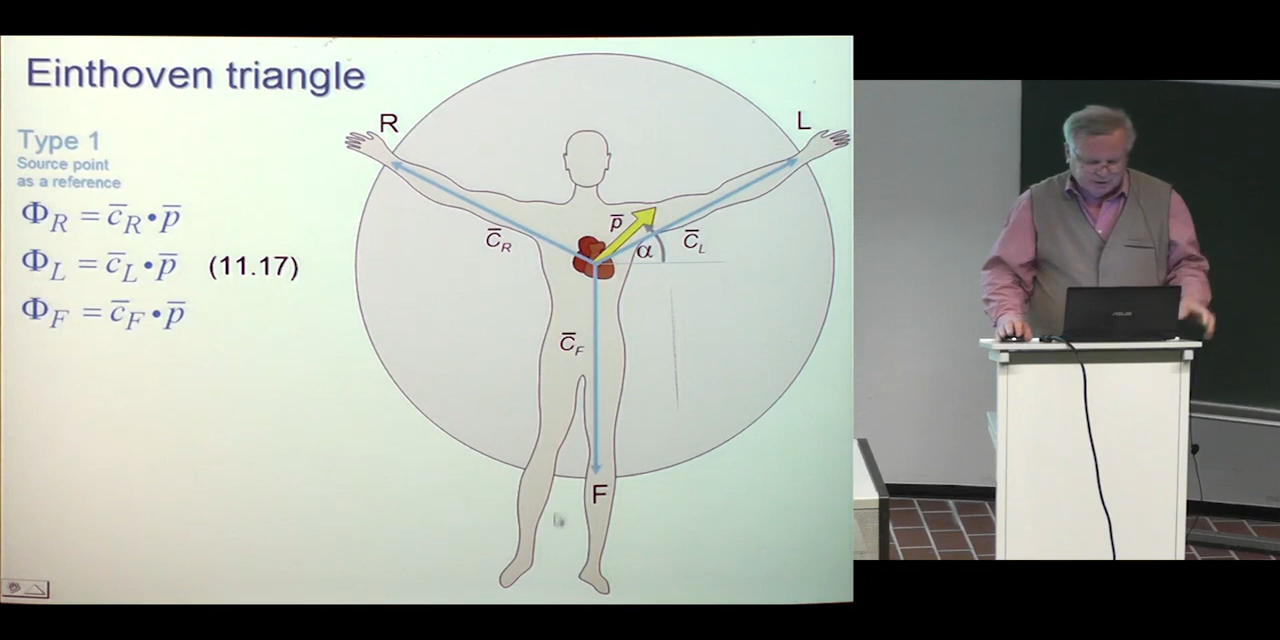 Einthoven triangle
Type 1
Source point
as a reference
Φ_R = c̅_R • p̅
Φ_L = c̅_L • p̅ (11.17)
Φ_F = c̅_F • p̅
R
L
p̅
C̅_R
α
C̅_L
C̅_F
F
ASUS